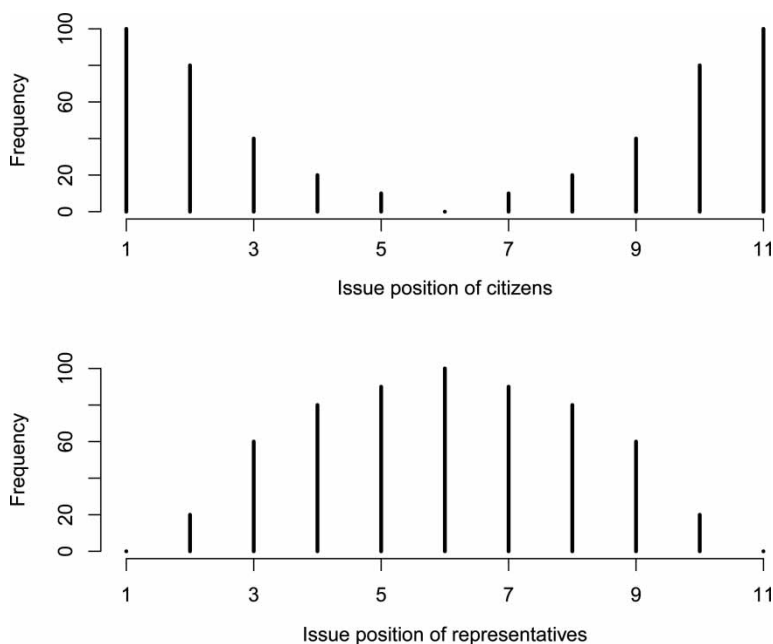 Frequency
100
60
20
0
1 3 5 7 9 11
Issue position of citizens
Frequency
100
60
20
0
1 3 5 7 9 11
Issue position of representatives